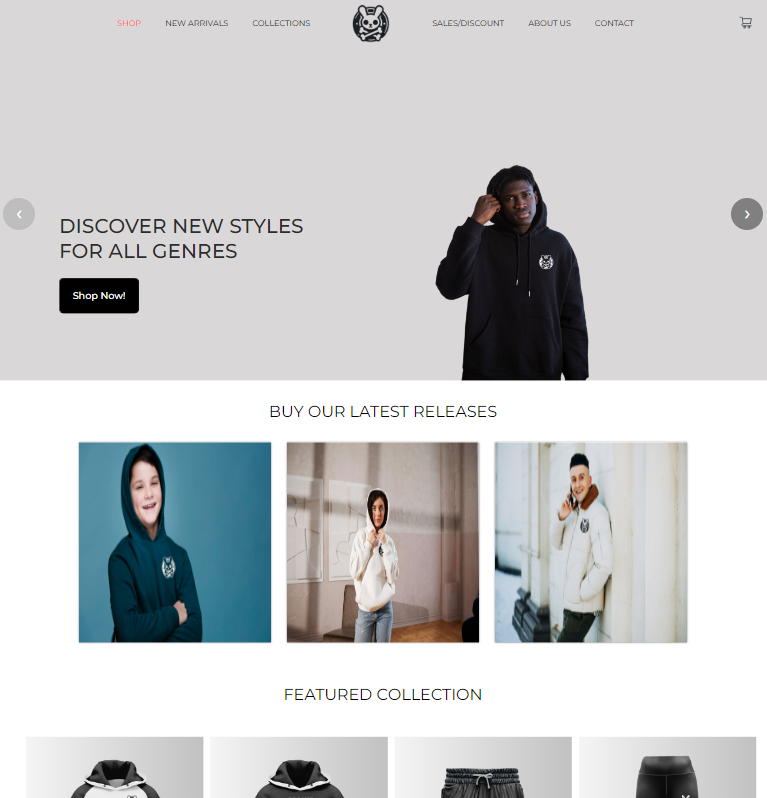 SHOP
NEW ARRIVALS
COLLECTIONS
SALES/DISCOUNT
ABOUT US
CONTACT
DISCOVER NEW STYLES
FOR ALL GENRES
Shop Now!
BUY OUR LATEST RELEASES
FEATURED COLLECTION